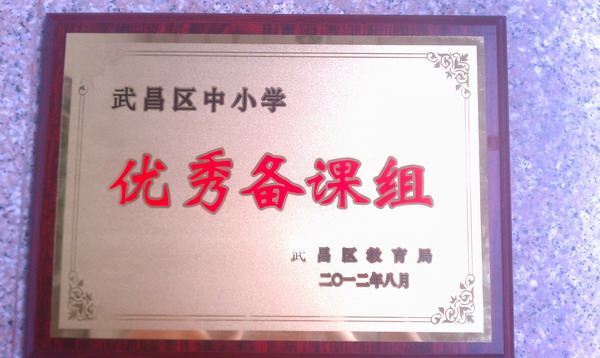 武昌区中小学
优秀备课组
武昌区教育局
二〇一二年八月